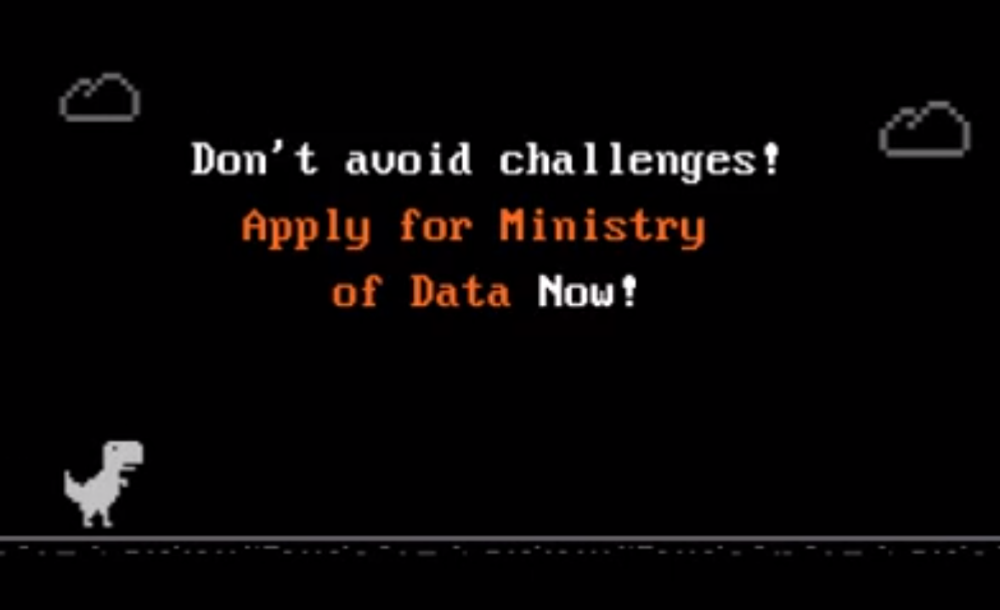 Don't avoid challenges!
Apply for Ministry
of Data Now!